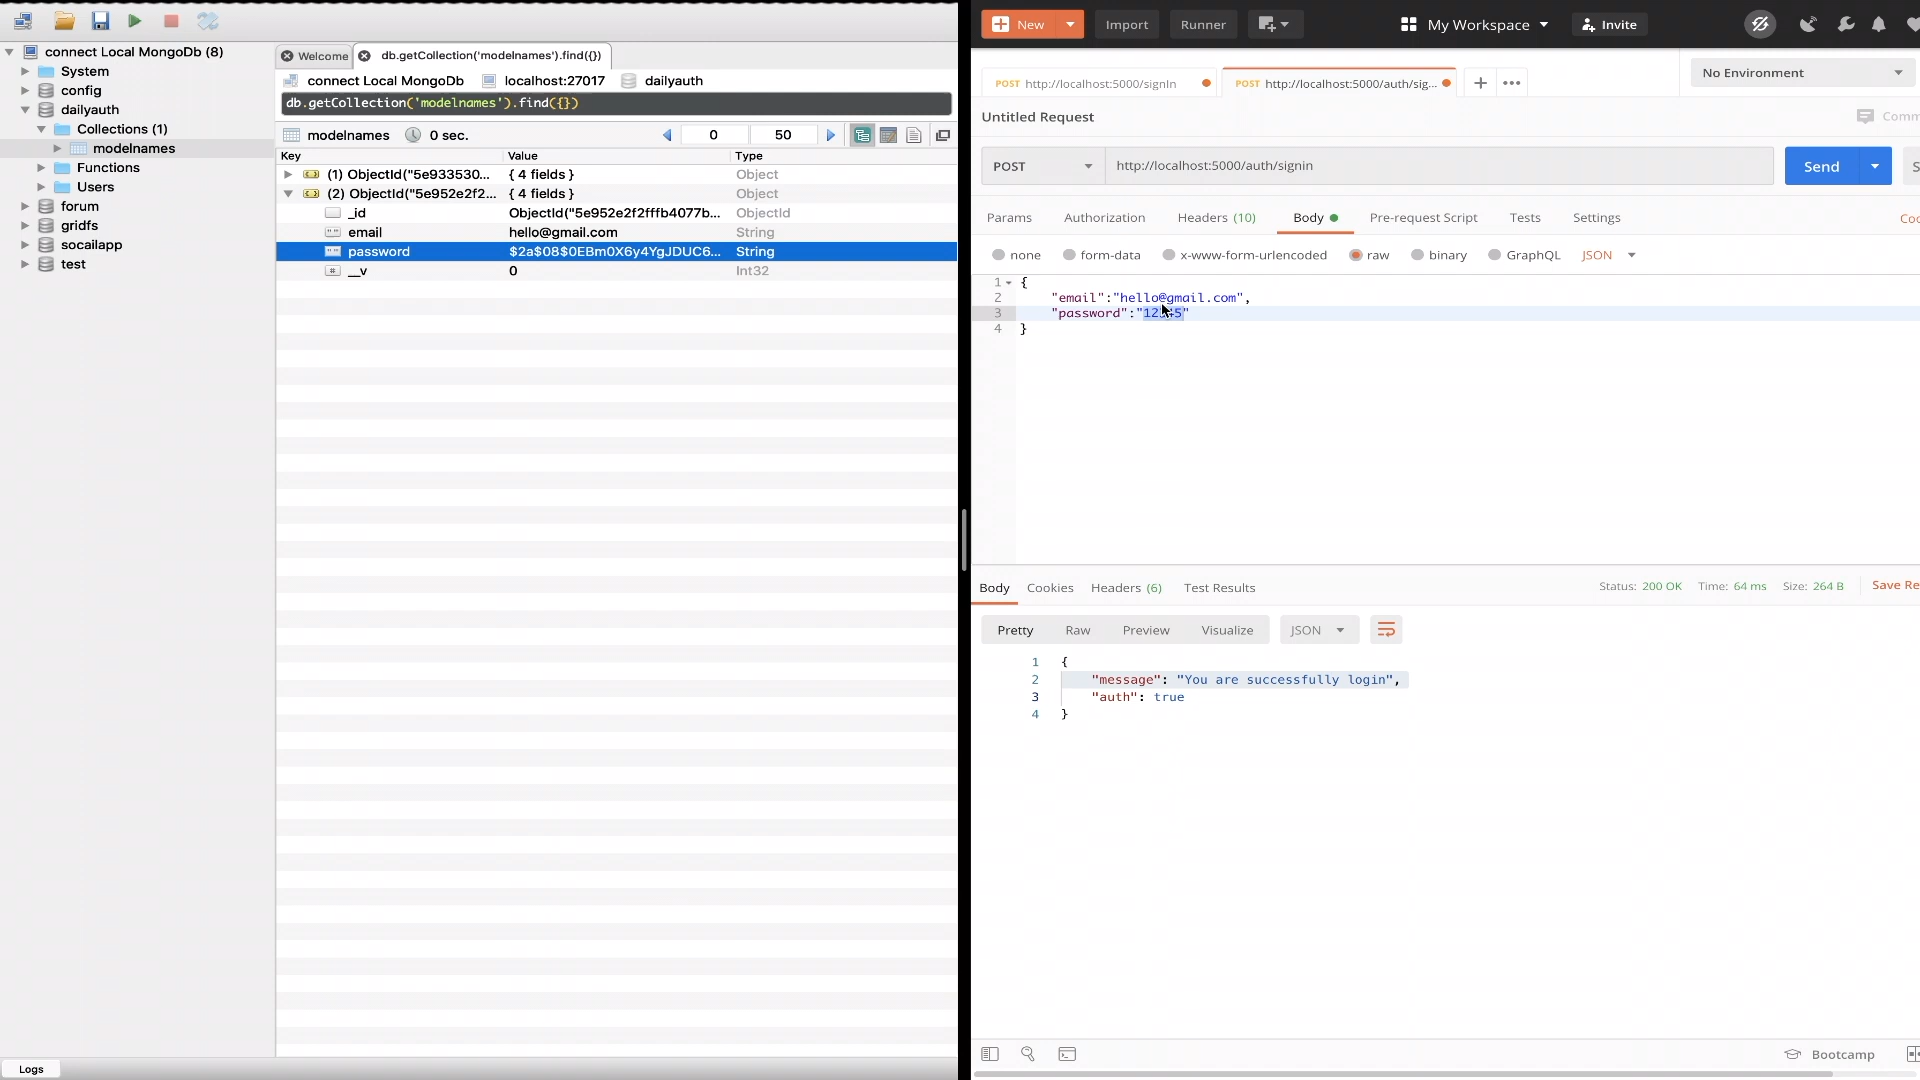 connect Local MongoDb (8)
System
config
dailyauth
Collections (1)
modelnames
Functions
Users
forum
gridfs
socailapp
test
Logs
Welcome
db.getCollection('modelnames').find({})
connect Local MongoDb
localhost:27017
dailyauth
db.getCollection('modelnames').find({})
modelnames
0 sec.
0
50
Key Value Type
(1) ObjectId("5e933530... { 4 fields } Object
(2) ObjectId("5e952e2f2... { 4 fields } Object
_id ObjectId("5e952e2f2fffb4077b... ObjectId
email hello@gmail.com String
password $2a$08$0EBm0X6y4YgJDUC6... String
__v 0 Int32
New Import Runner My Workspace Invite
POST http://localhost:5000/signIn
POST http://localhost:5000/auth/sig...
No Environment
Untitled Request
POST http://localhost:5000/auth/signin Send
Params Authorization Headers (10) Body Pre-request Script Tests Settings
none form-data x-www-form-urlencoded raw binary GraphQL JSON
1 {
2 "email":"hello@gmail.com",
3 "password":"
4 }
Body Cookies Headers (6) Test Results Status: 200 OK Time: 64 ms Size: 264 B Save Re
Pretty Raw Preview Visualize JSON
1 {
2 "message": "You are successfully login",
3 "auth": true
4 }
Bootcamp